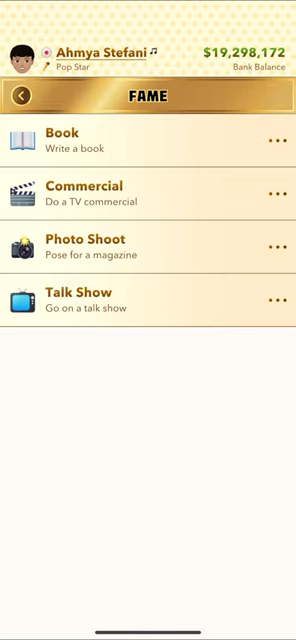 Ahmya Stefani
$19,298,172
Pop Star
Bank Balance
FAME
Book
Write a book
Commercial
Do a TV commercial
Photo Shoot
Pose for a magazine
Talk Show
Go on a talk show